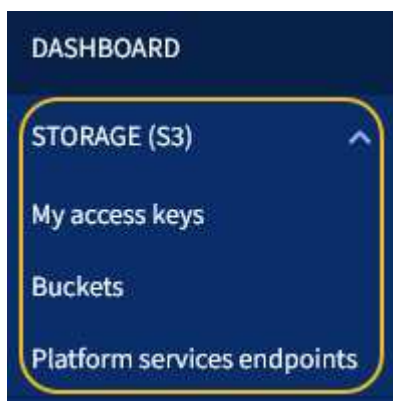 DASHBOARD
STORAGE (S3)
My access keys
Buckets
Platform services endpoints